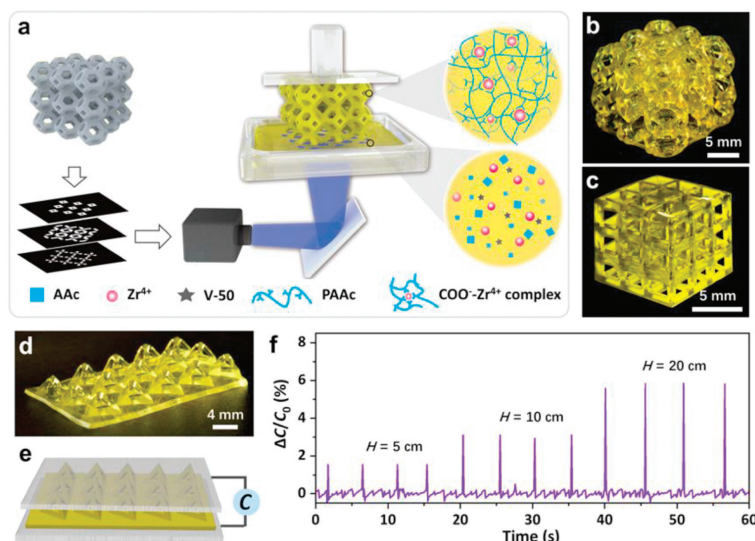 a
AAc
Zr⁴⁺
V-50
PAAc
COO⁻-Zr⁴⁺ complex
b
5 mm
c
5 mm
d
4 mm
e
C
f
ΔC/C₀ (%)
8
6
4
2
0
H = 5 cm
H = 10 cm
H = 20 cm
0
10
20
30
40
50
60
Time (s)